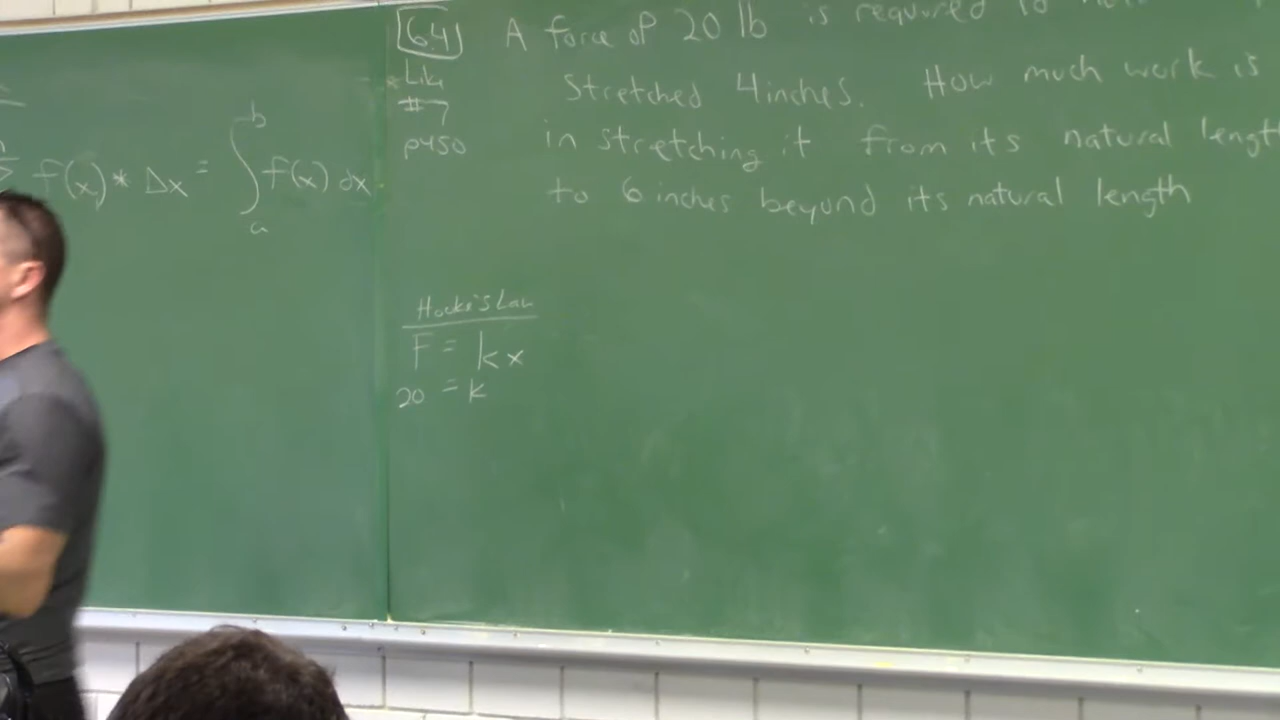 f(x) * Δx = ∫_a^b f(x) dx
64 A force of 20 lb is required to
* Like stretched 4 inches. How much work is
#7 in stretching it from its natural length
p450 to 6 inches beyond its natural length
Hooke's Law
F = kx
20 = k